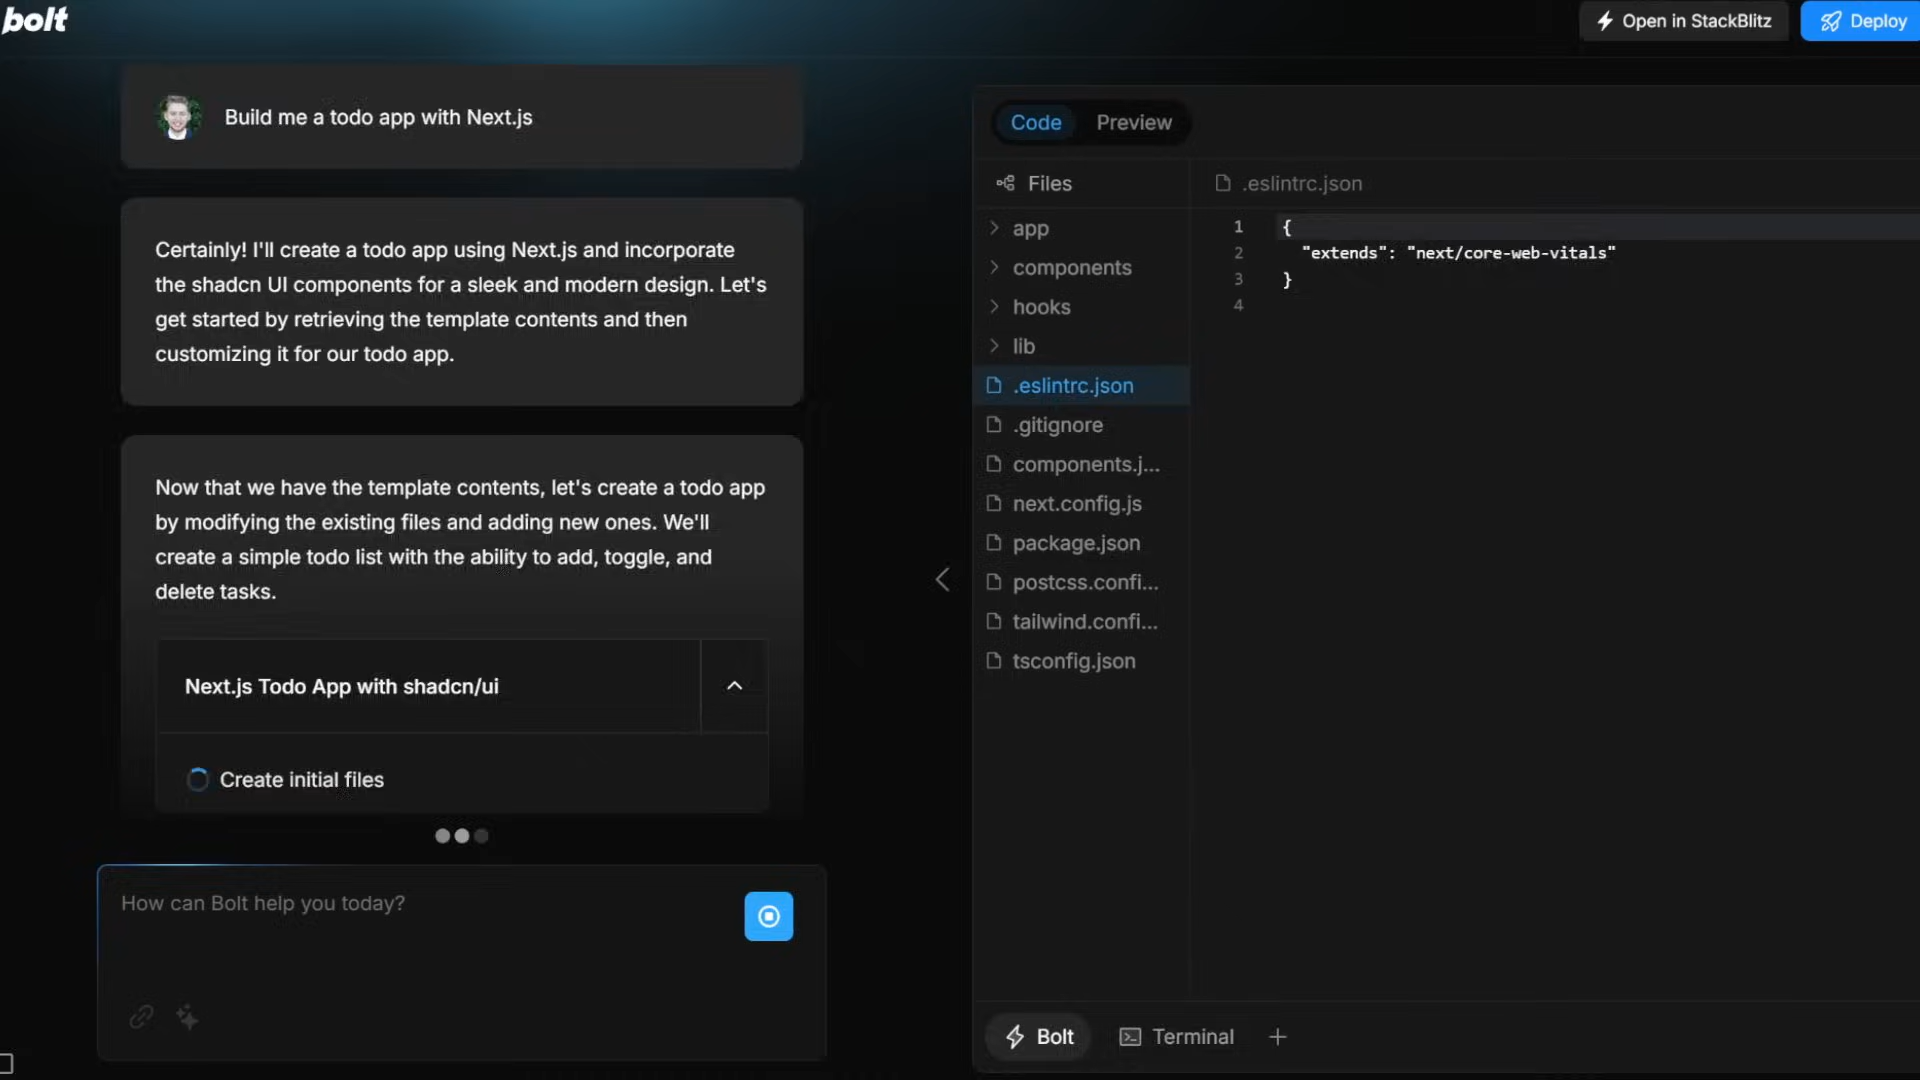 bolt
Open in StackBlitz
Deploy
Build me a todo app with Next.js
Certainly! I'll create a todo app using Next.js and incorporate
the shadcn UI components for a sleek and modern design. Let's
get started by retrieving the template contents and then
customizing it for our todo app.
Now that we have the template contents, let's create a todo app
by modifying the existing files and adding new ones. We'll
create a simple todo list with the ability to add, toggle, and
delete tasks.
Next.js Todo App with shadcn/ui
Create initial files
How can Bolt help you today?
Code
Preview
Files
app
components
hooks
lib
.eslintrc.json
.gitignore
components.j...
next.config.js
package.json
postcss.confi...
tailwind.confi...
tsconfig.json
.eslintrc.json
1 {
2 "extends": "next/core-web-vitals"
3 }
4
Bolt
Terminal